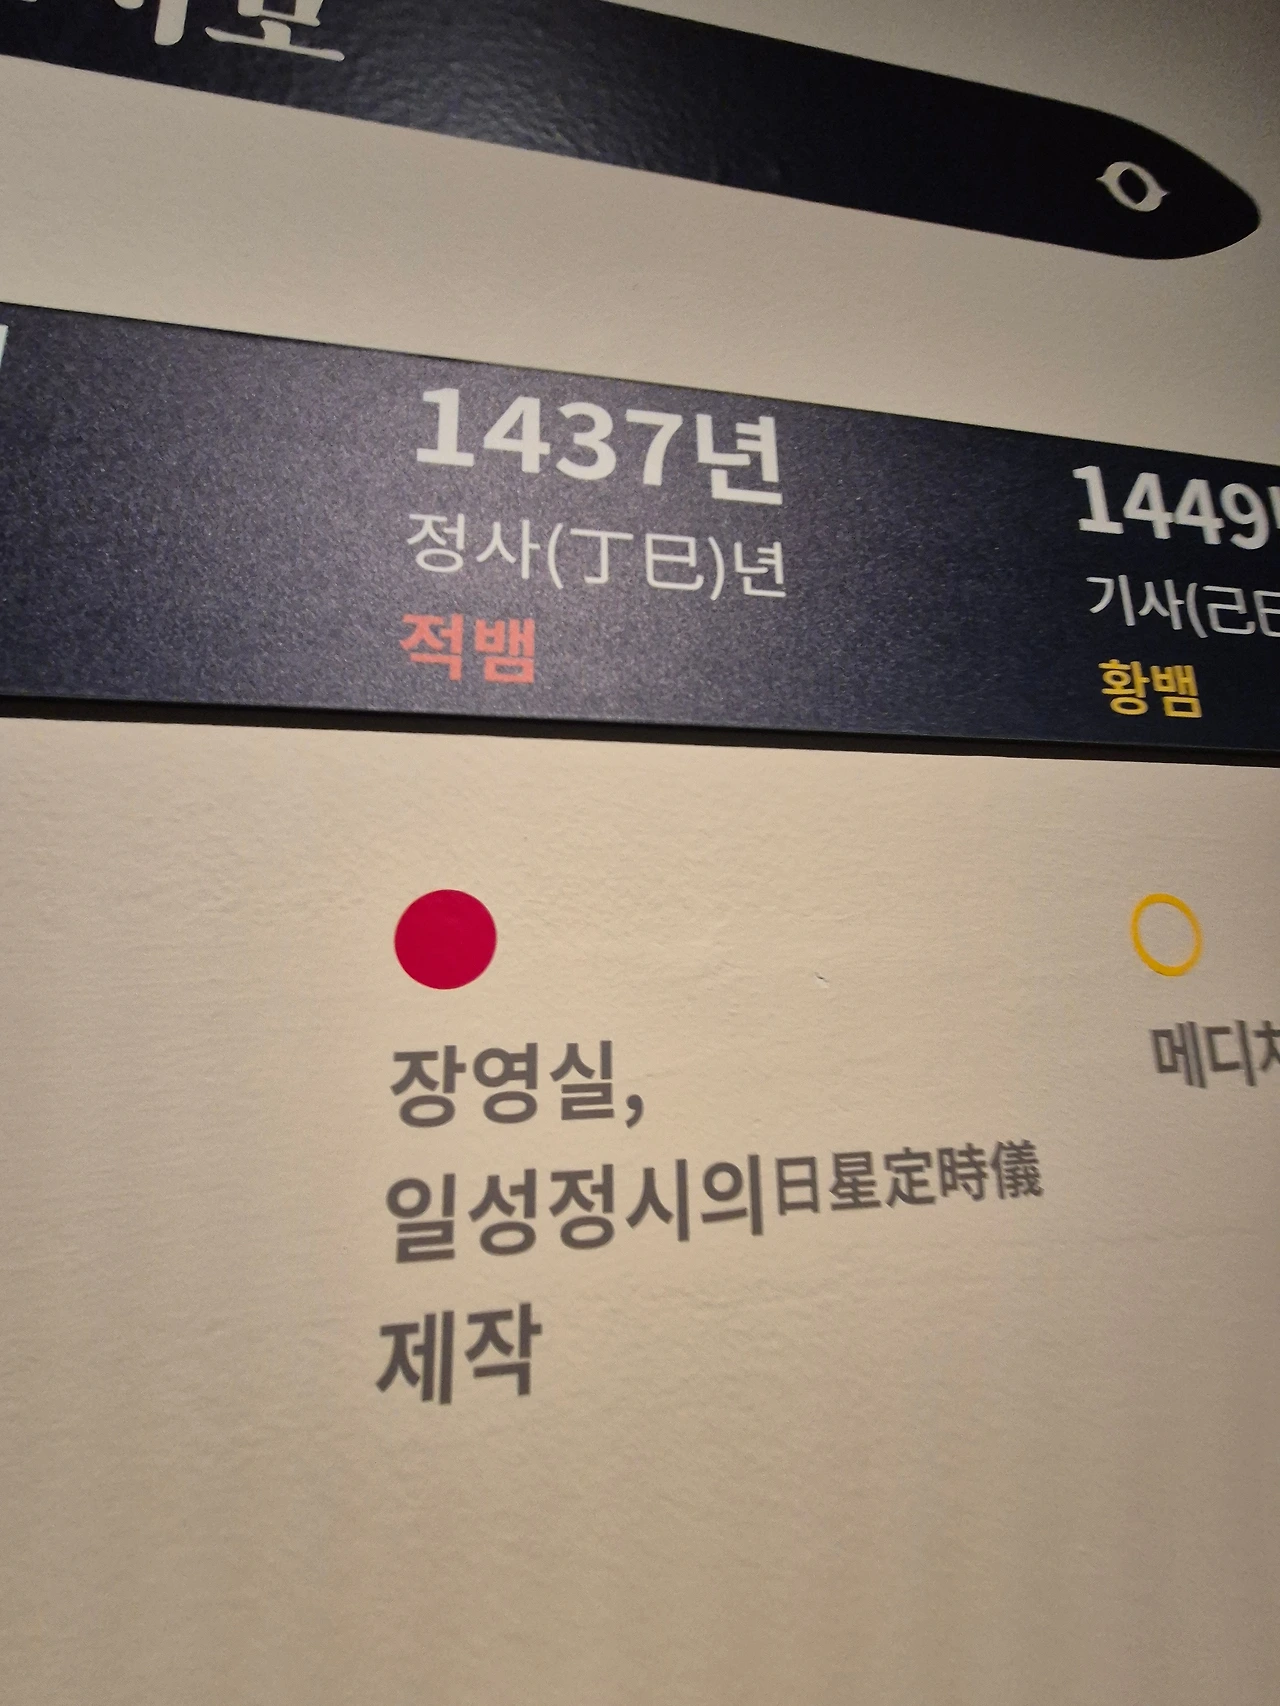 1437년
정사(丁巳)년
적뱀
1449
기사(己
황뱀
장영실,
일성정시의日星定時儀
제작
메디